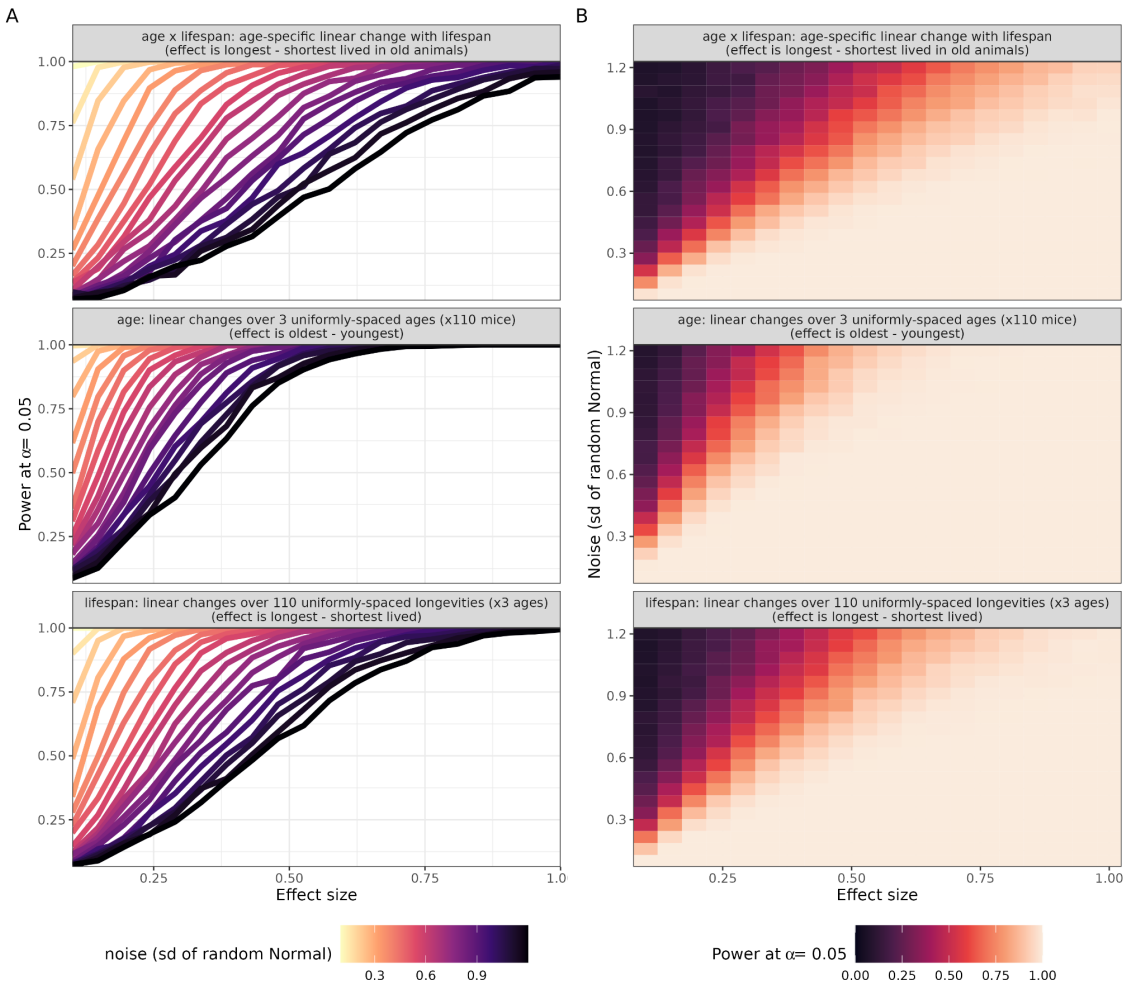 A
age x lifespan: age-specific linear change with lifespan
(effect is longest - shortest lived in old animals)
1.00
0.75
0.50
0.25
age: linear changes over 3 uniformly-spaced ages (x110 mice)
(effect is oldest - youngest)
1.00
0.75
0.50
0.25
lifespan: linear changes over 110 uniformly-spaced longevities (x3 ages)
(effect is longest - shortest lived)
1.00
0.75
0.50
0.25
Power at α= 0.05
0.25 0.50 0.75 1.0
Effect size
noise (sd of random Normal)
0.3 0.6 0.9
B
age x lifespan: age-specific linear change with lifespan
(effect is longest - shortest lived in old animals)
1.2
0.9
0.6
0.3
age: linear changes over 3 uniformly-spaced ages (x110 mice)
(effect is oldest - youngest)
1.2
0.9
0.6
0.3
lifespan: linear changes over 110 uniformly-spaced longevities (x3 ages)
(effect is longest - shortest lived)
1.2
0.9
0.6
0.3
Noise (sd of random Normal)
0.25 0.50 0.75 1.00
Effect size
Power at α= 0.05
0.00 0.25 0.50 0.75 1.00